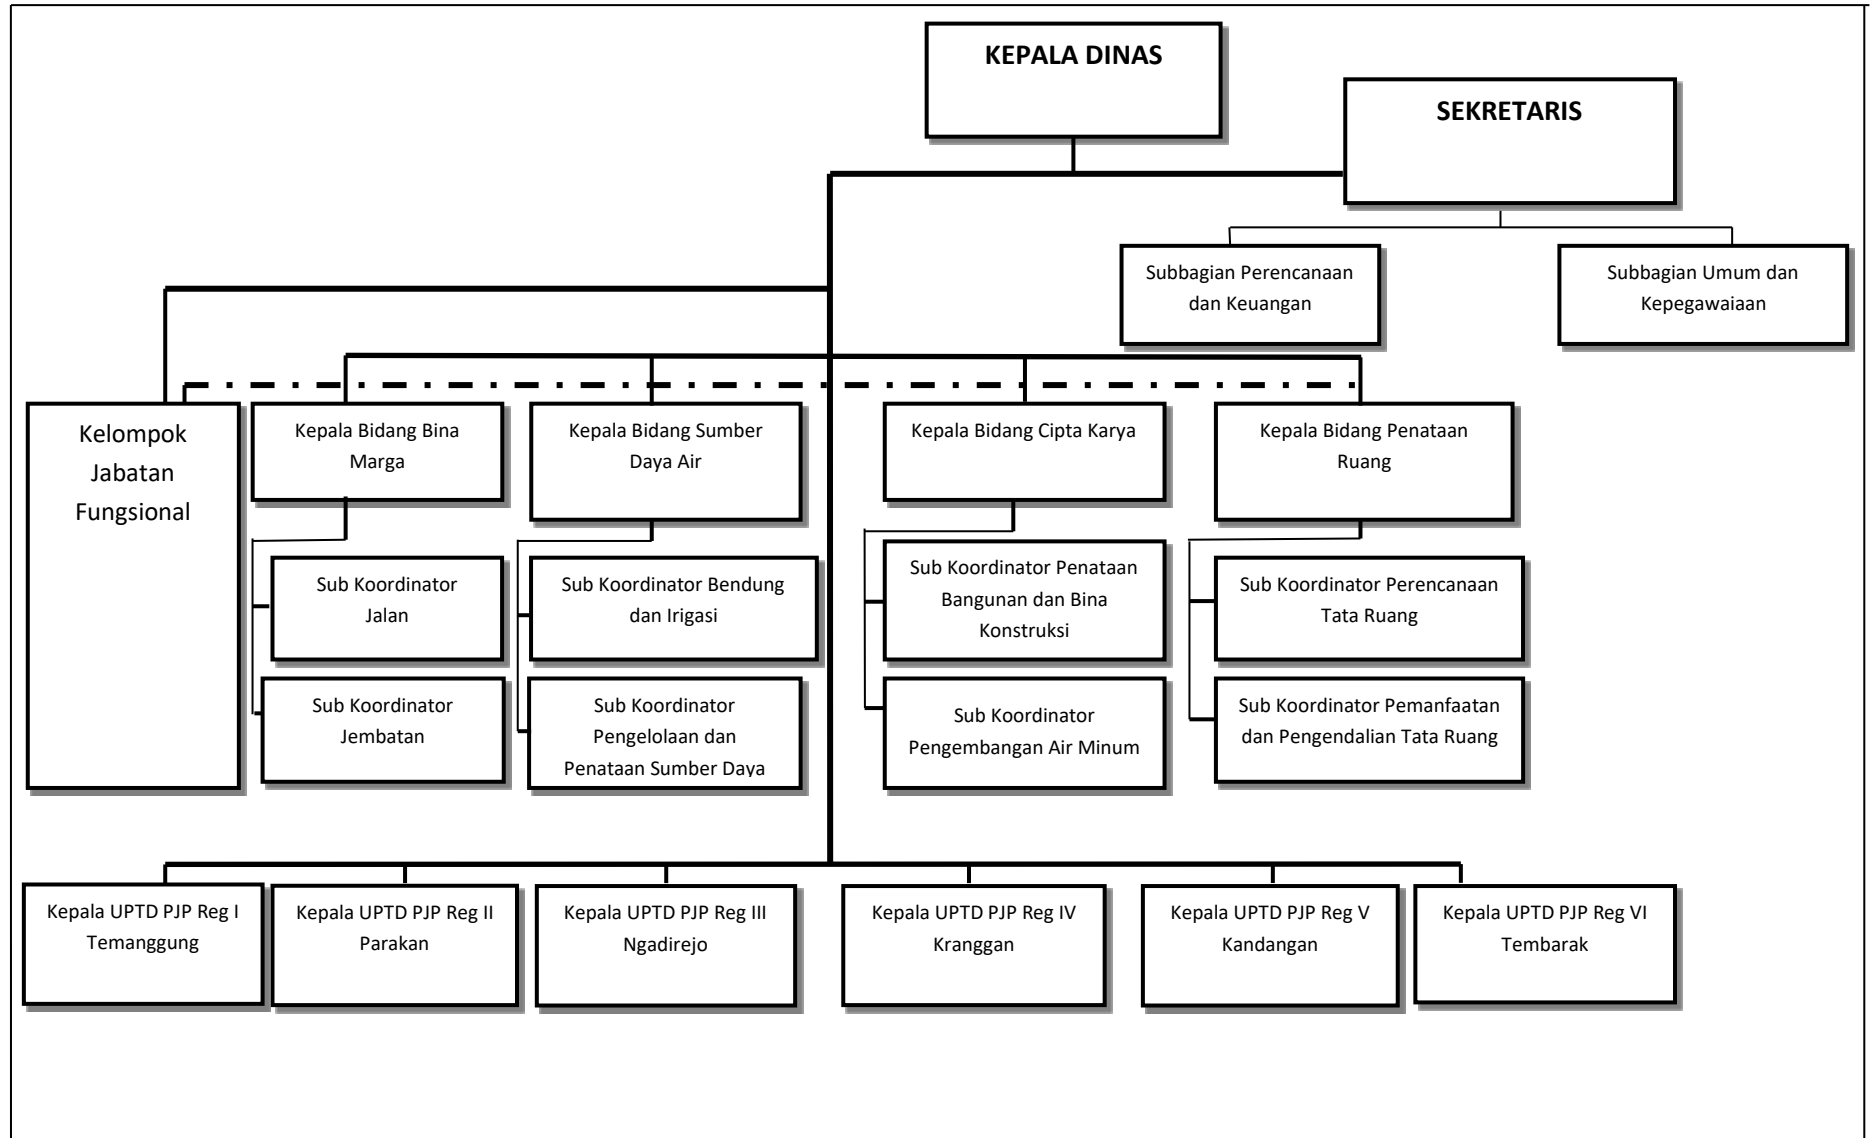 KEPALA DINAS
SEKRETARIS
Subbagian Perencanaan
dan Keuangan
Subbagian Umum dan
Kepegawaiaan
Kelompok
Jabatan
Fungsional
Kepala Bidang Bina
Marga
Kepala Bidang Sumber
Daya Air
Kepala Bidang Cipta Karya
Kepala Bidang Penataan
Ruang
Sub Koordinator
Jalan
Sub Koordinator Bendung
dan Irigasi
Sub Koordinator Penataan
Bangunan dan Bina
Konstruksi
Sub Koordinator Perencanaan
Tata Ruang
Sub Koordinator
Jembatan
Sub Koordinator
Pengelolaan dan
Penataan Sumber Daya
Sub Koordinator
Pengembangan Air Minum
Sub Koordinator Pemanfaatan
dan Pengendalian Tata Ruang
Kepala UPTD PJP Reg I
Temanggung
Kepala UPTD PJP Reg II
Parakan
Kepala UPTD PJP Reg III
Ngadirejo
Kepala UPTD PJP Reg IV
Kranggan
Kepala UPTD PJP Reg V
Kandangan
Kepala UPTD PJP Reg VI
Tembarak